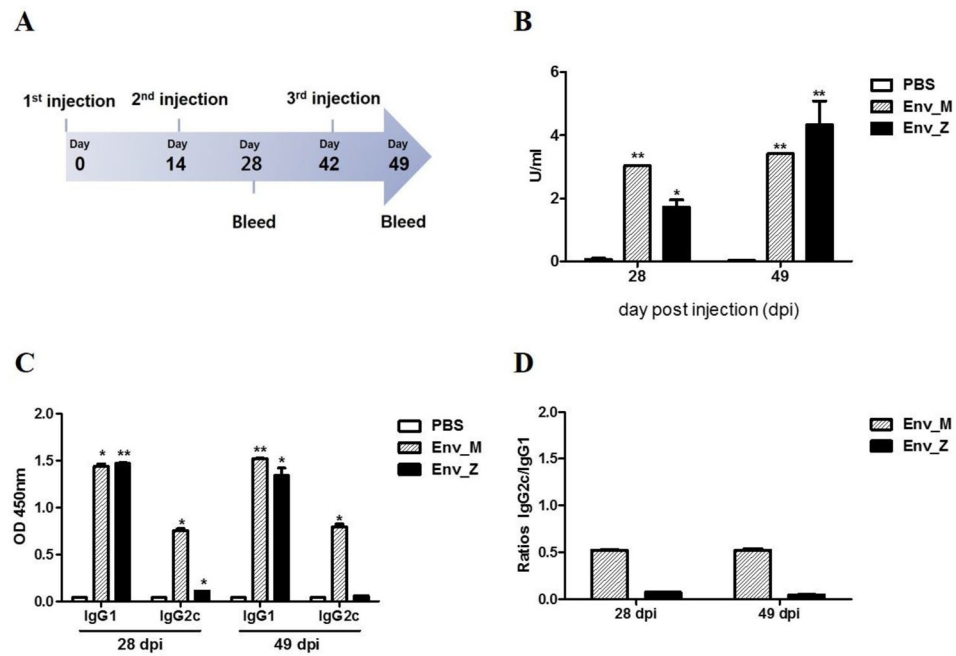 A
1st injection 2nd injection 3rd injection
Day Day Day Day Day
0 14 28 42 49
Bleed Bleed
B
6
4
2
0
U/ml
** * ** **
28 49
day post injection (dpi)
PBS
Env_M
Env_Z
C
2.0
1.5
1.0
0.5
0.0
OD 450nm
* ** * * ** * *
IgG1 IgG2c IgG1 IgG2c
28 dpi 49 dpi
PBS
Env_M
Env_Z
D
2.0
1.5
1.0
0.5
0.0
Ratios IgG2c/IgG1
28 dpi 49 dpi
Env_M
Env_Z